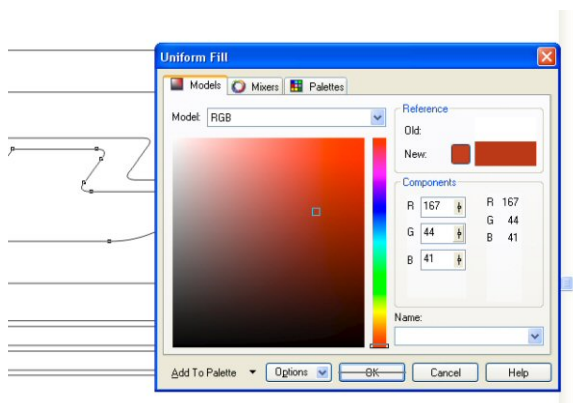 Uniform Fill
Models Mixers Palettes
Model: RGB
Reference
Old:
New:
Components
R 167 R 167
G 44 G 44
B 41 B 41
Name:
Add To Palette Options OK Cancel Help